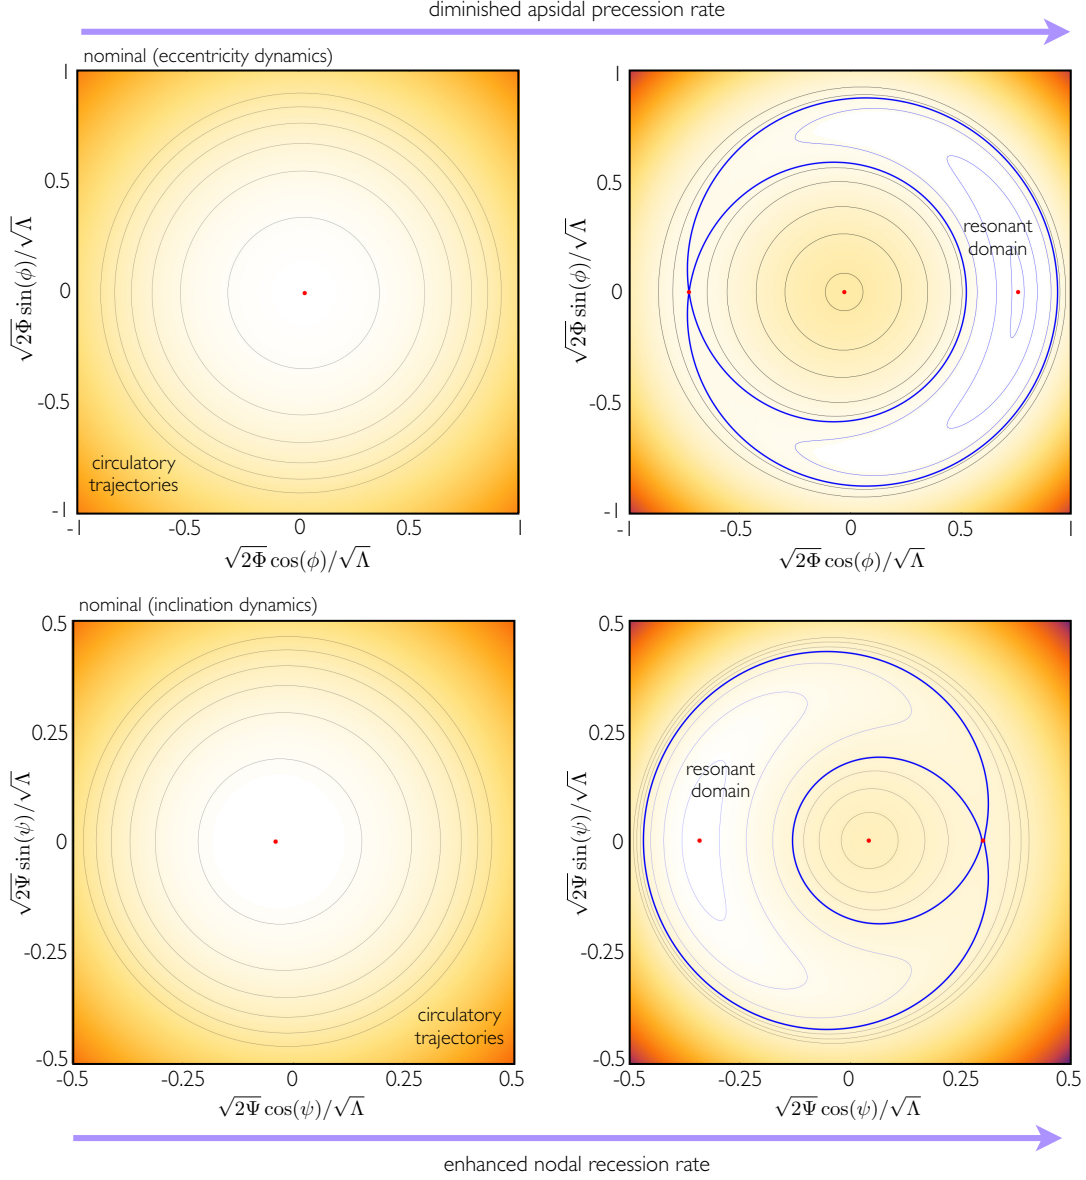 diminished apsidal precession rate
nominal (eccentricity dynamics)
1
0.5
0
-0.5
-1
√2Φ sin(φ)/√Λ
circulatory
trajectories
-1
-0.5
0
0.5
1
√2Φ cos(φ)/√Λ
1
0.5
0
-0.5
-1
√2Φ sin(φ)/√Λ
resonant
domain
-1
-0.5
0
0.5
1
√2Φ cos(φ)/√Λ
nominal (inclination dynamics)
0.5
0.25
0
-0.25
-0.5
√2Ψ sin(ψ)/√Λ
circulatory
trajectories
-0.5
-0.25
0
0.25
0.5
√2Ψ cos(ψ)/√Λ
0.5
0.25
0
-0.25
-0.5
√2Ψ sin(ψ)/√Λ
resonant
domain
-0.5
-0.25
0
0.25
0.5
√2Ψ cos(ψ)/√Λ
enhanced nodal recession rate